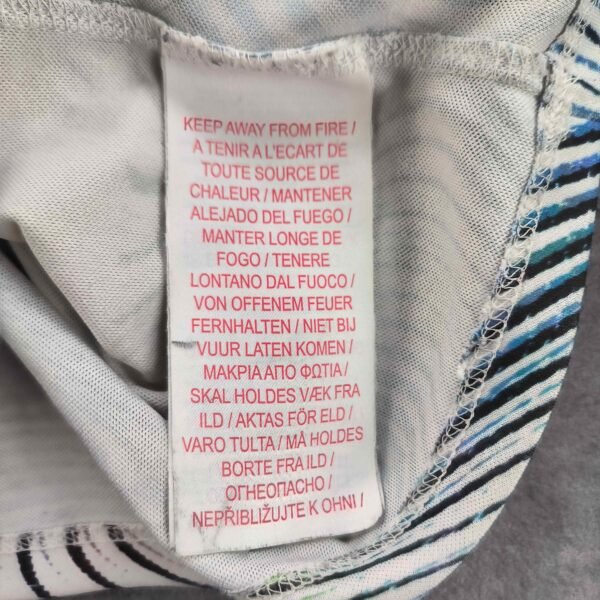 KEEP AWAY FROM FIRE /
A TENIR A L'ECART DE
TOUTE SOURCE DE
CHALEUR / MANTENER
ALEJADO DEL FUEGO /
MANTER LONGE DE
FOGO / TENERE
LONTANO DAL FUOCO /
VON OFFENEM FEUER
FERNHALTEN / NIET BIJ
VUUR LATEN KOMEN /
ΜΑΚΡΙΑ ΑΠΟ ΦΩΤΙΑ /
SKAL HOLDES VÆK FRA
ILD / AKTAS FÖR ELD /
VARO TULTA / MÅ HOLDES
BORTE FRA ILD /
ОГНЕОПАСНО /
NEPŘIBLIŽUJTE K OHNI /